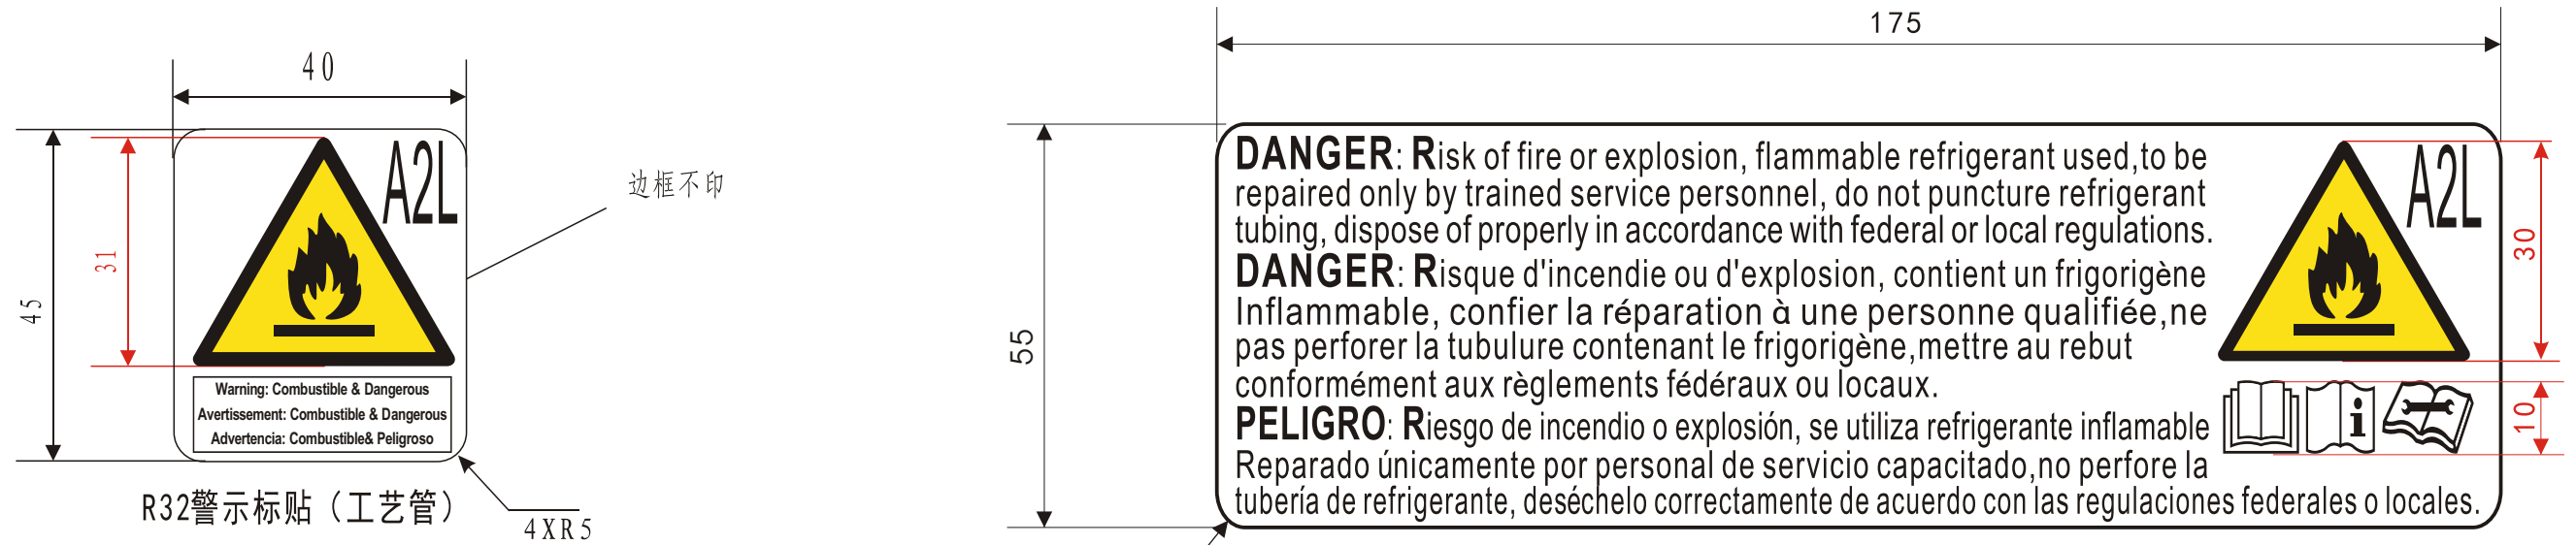 40
A2L
31
45
边框不印
Warning: Combustible & Dangerous
Avertissement: Combustible & Dangerous
Advertencia: Combustible& Peligroso
R32警示标贴（工艺管）
4XR5
175
DANGER: Risk of fire or explosion, flammable refrigerant used,to be
repaired only by trained service personnel, do not puncture refrigerant
tubing, dispose of properly in accordance with federal or local regulations.
DANGER: Risque d'incendie ou d'explosion, contient un frigorigène
Inflammable, confier la réparation à une personne qualifiée,ne
pas perforer la tubulure contenant le frigorigène,mettre au rebut
conformément aux règlements fédéraux ou locaux.
PELIGRO: Riesgo de incendio o explosión, se utiliza refrigerante inflamable
Reparado únicamente por personal de servicio capacitado,no perfore la
tubería de refrigerante, deséchelo correctamente de acuerdo con las regulaciones federales o locales.
A2L
i
30
10
55